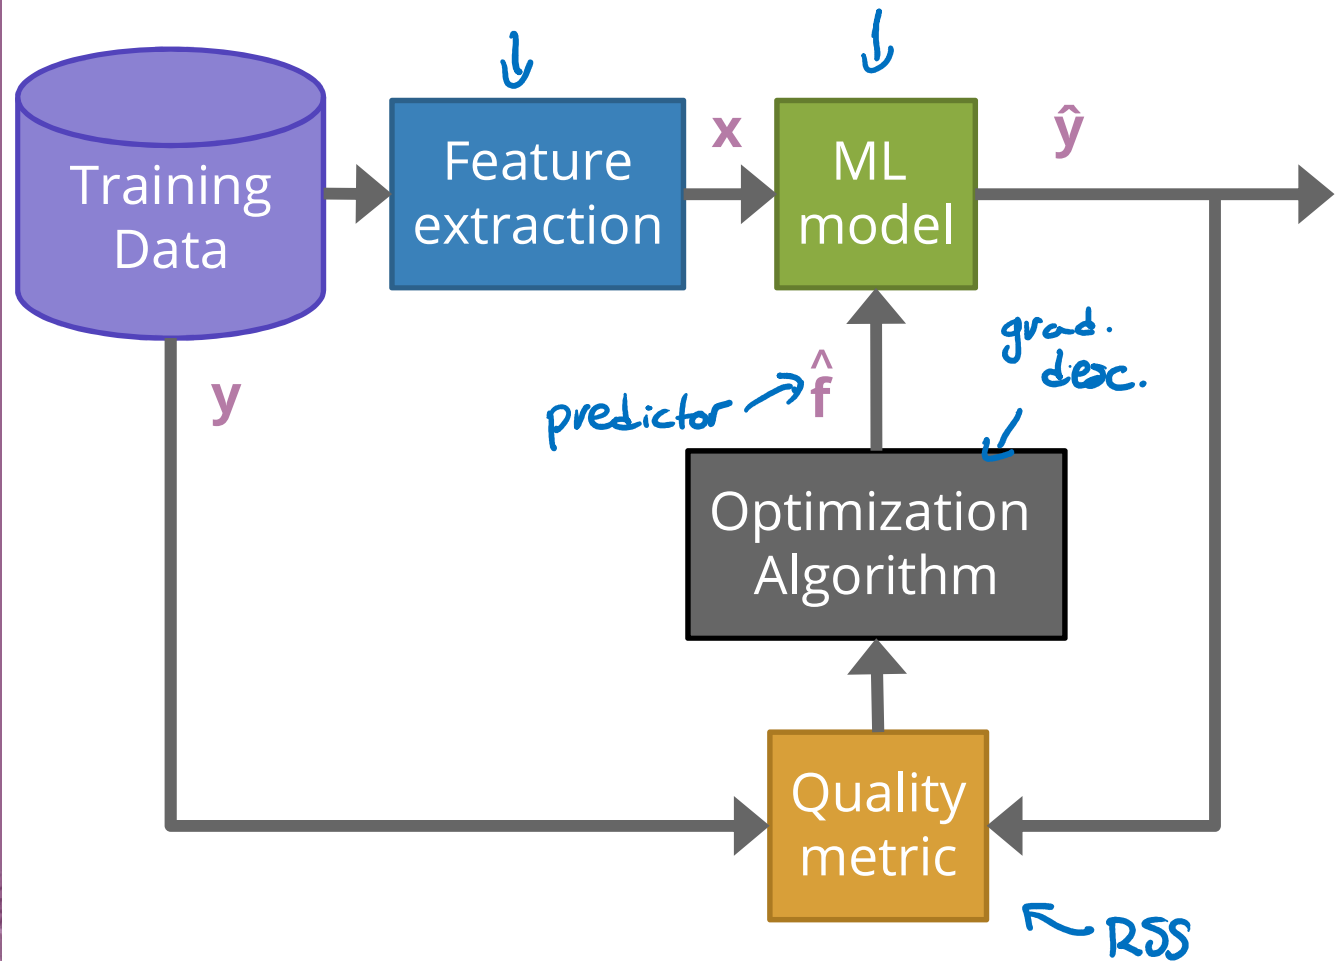 Training
Data
Feature
extraction
x
ML
model
ŷ
y
predictor
f̂
grad.
desc.
Optimization
Algorithm
Quality
metric
RSS